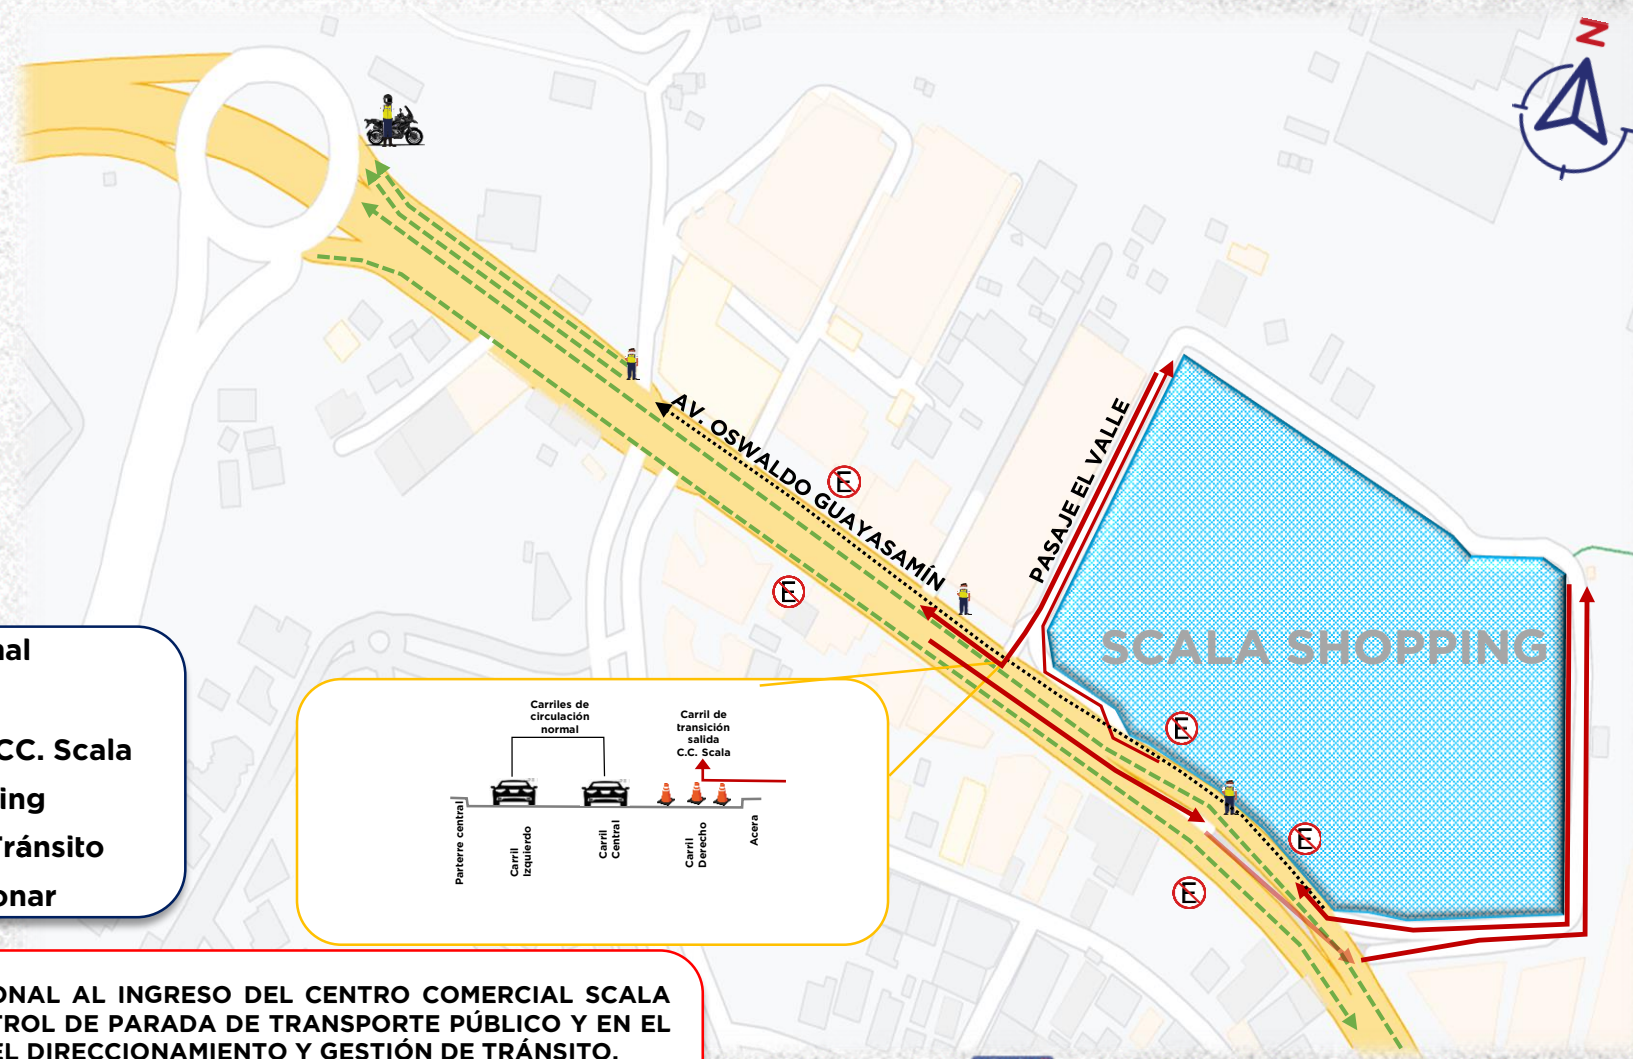 N
AV. OSWALDO GUAYASAMÍN
PASAJE EL VALLE
SCALA SHOPPING
E
E
E
E
E
nal
CC. Scala
ing
Tránsito
onar
Carriles de
circulación
normal
Carril de
transición
salida
C.C. Scala
Parterre central
Carril
Izquierdo
Carril
Central
Carril
Derecho
Acera
ONAL AL INGRESO DEL CENTRO COMERCIAL SCALA
TROL DE PARADA DE TRANSPORTE PÚBLICO Y EN EL
EL DIRECCIONAMIENTO Y GESTIÓN DE TRÁNSITO.